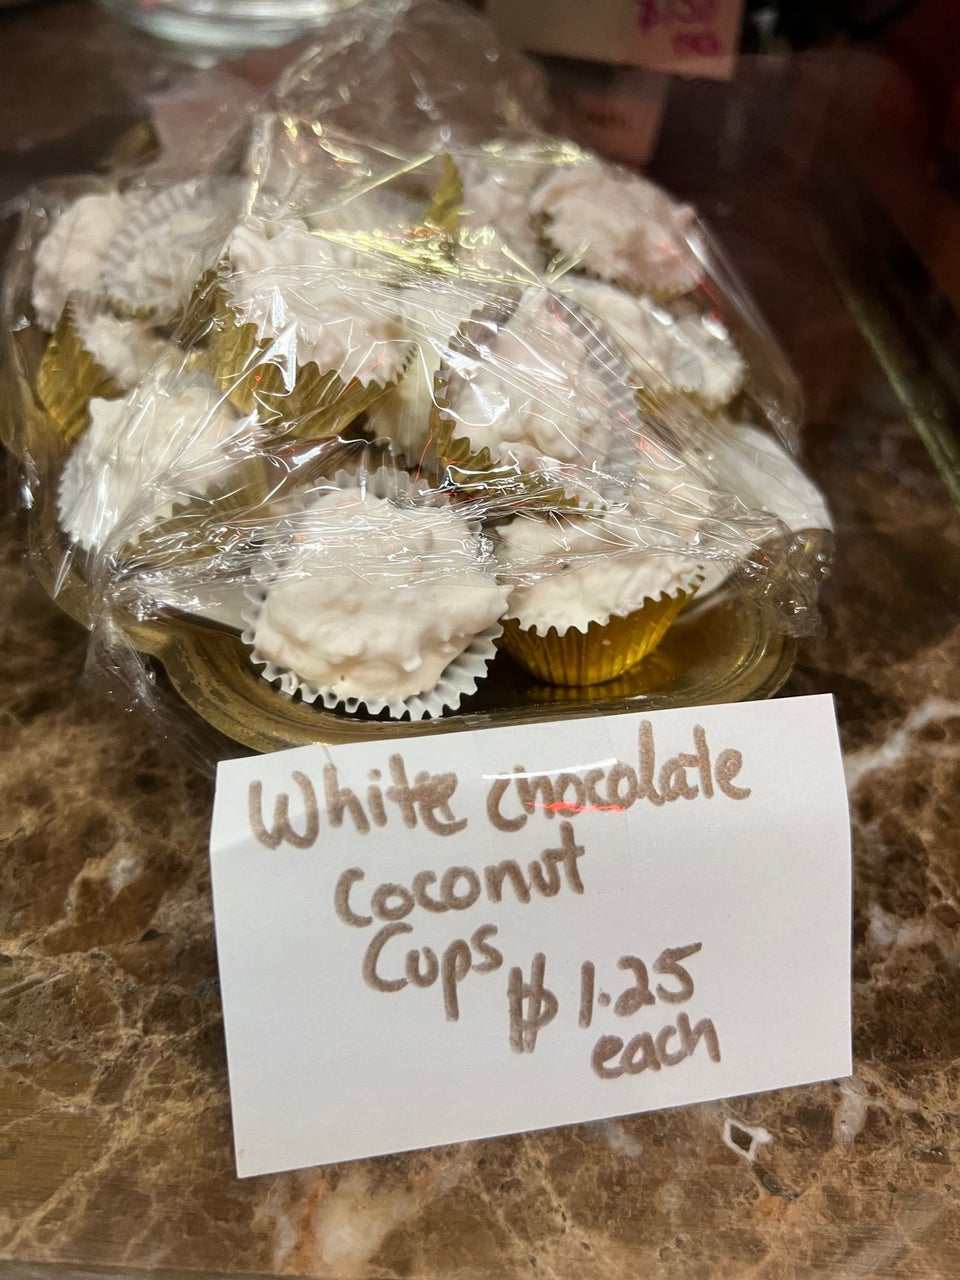 White chocolate
coconut
Cups
$1.25
each